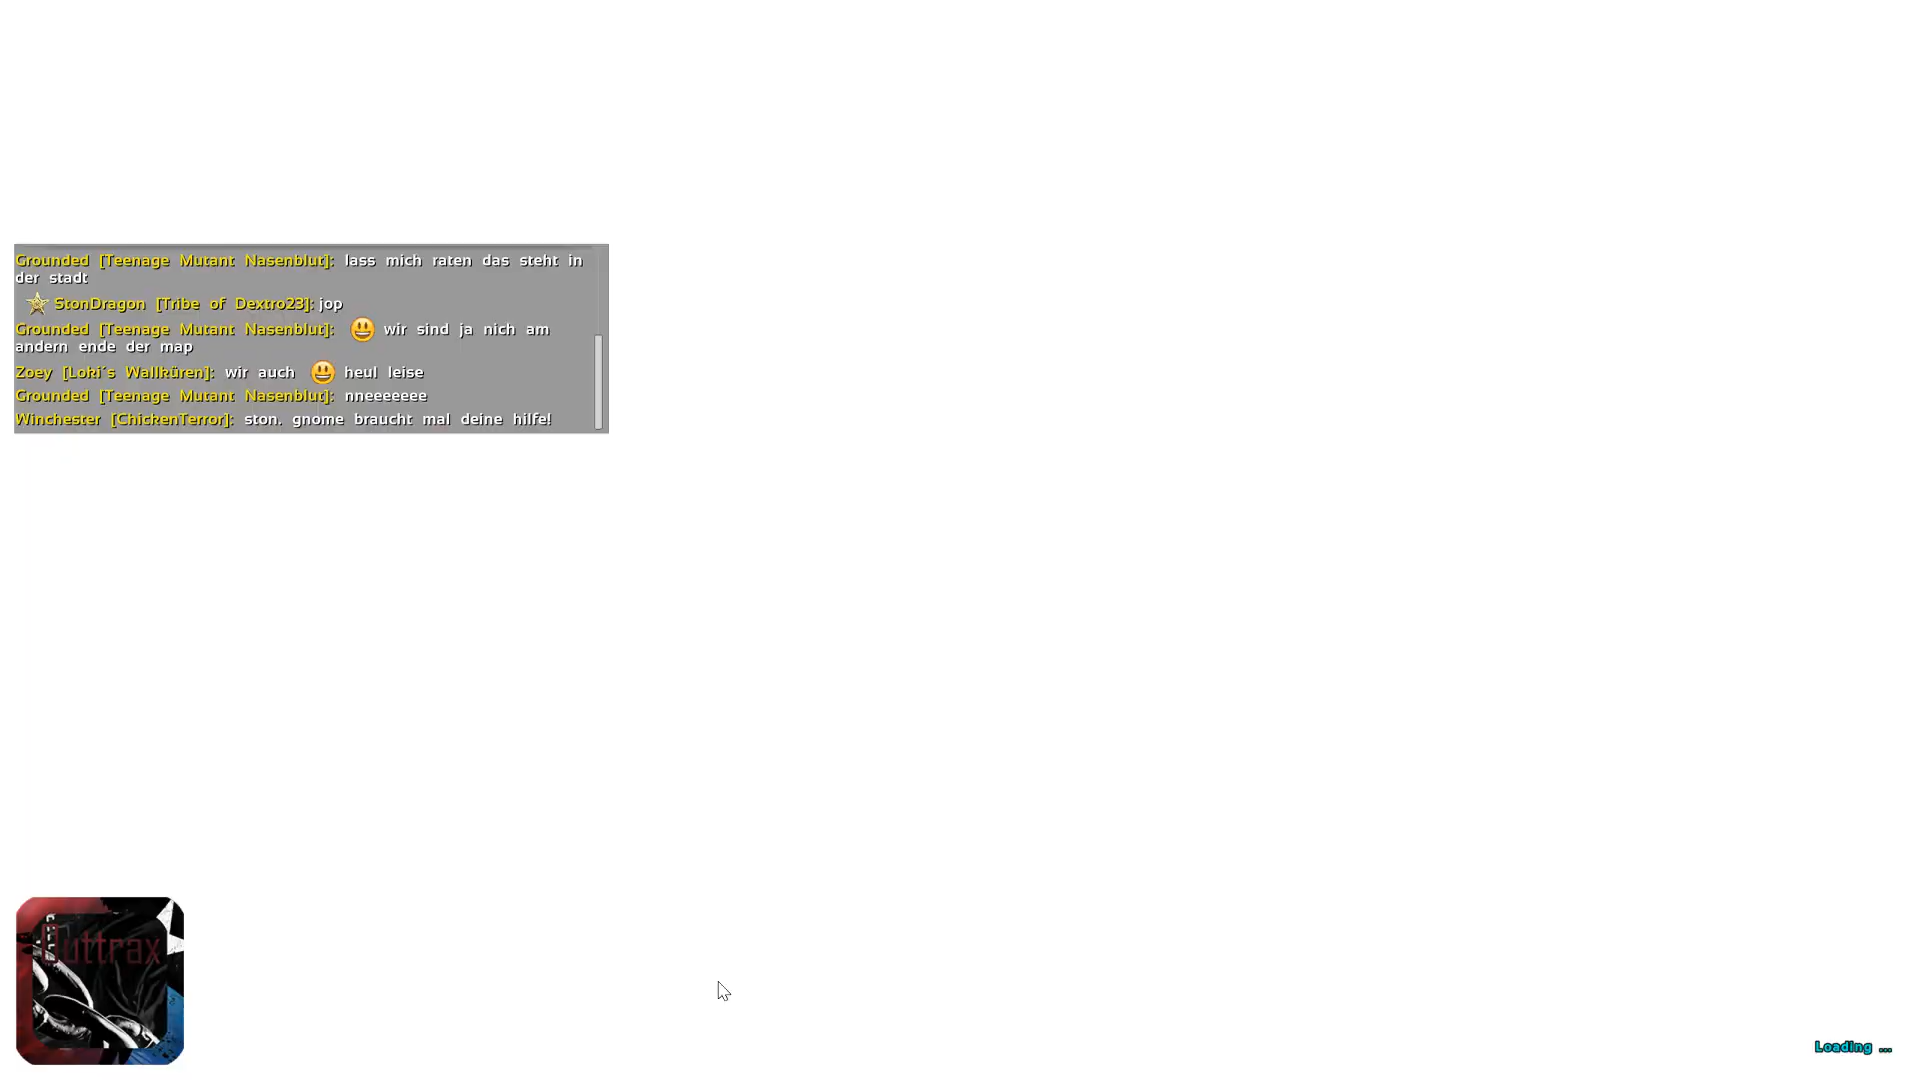 Grounded [Teenage Mutant Nasenblut]: lass mich raten das steht in
der stadt
StonDragon [Tribe of Dextro23]: jop
Grounded [Teenage Mutant Nasenblut]: 😃 wir sind ja nich am
andern ende der map
Zoey [Loki´s Wallküren]: wir auch 😃 heul leise
Grounded [Teenage Mutant Nasenblut]: nneeeeeee
Winchester [ChickenTerror]: ston. gnome braucht mal deine hilfe!
Outtrax
Loading ...